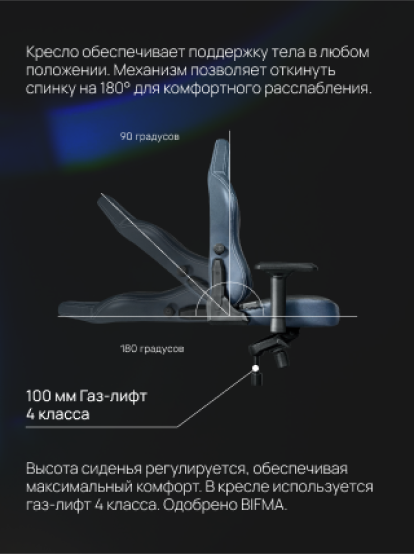 Кресло обеспечивает поддержку тела в любом
положении. Механизм позволяет откинуть
спинку на 180° для комфортного расслабления.
90 градусов
180 градусов
100 мм Газ-лифт
4 класса
Высота сиденья регулируется, обеспечивая
максимальный комфорт. В кресле используется
газ-лифт 4 класса. Одобрено BIFMA.